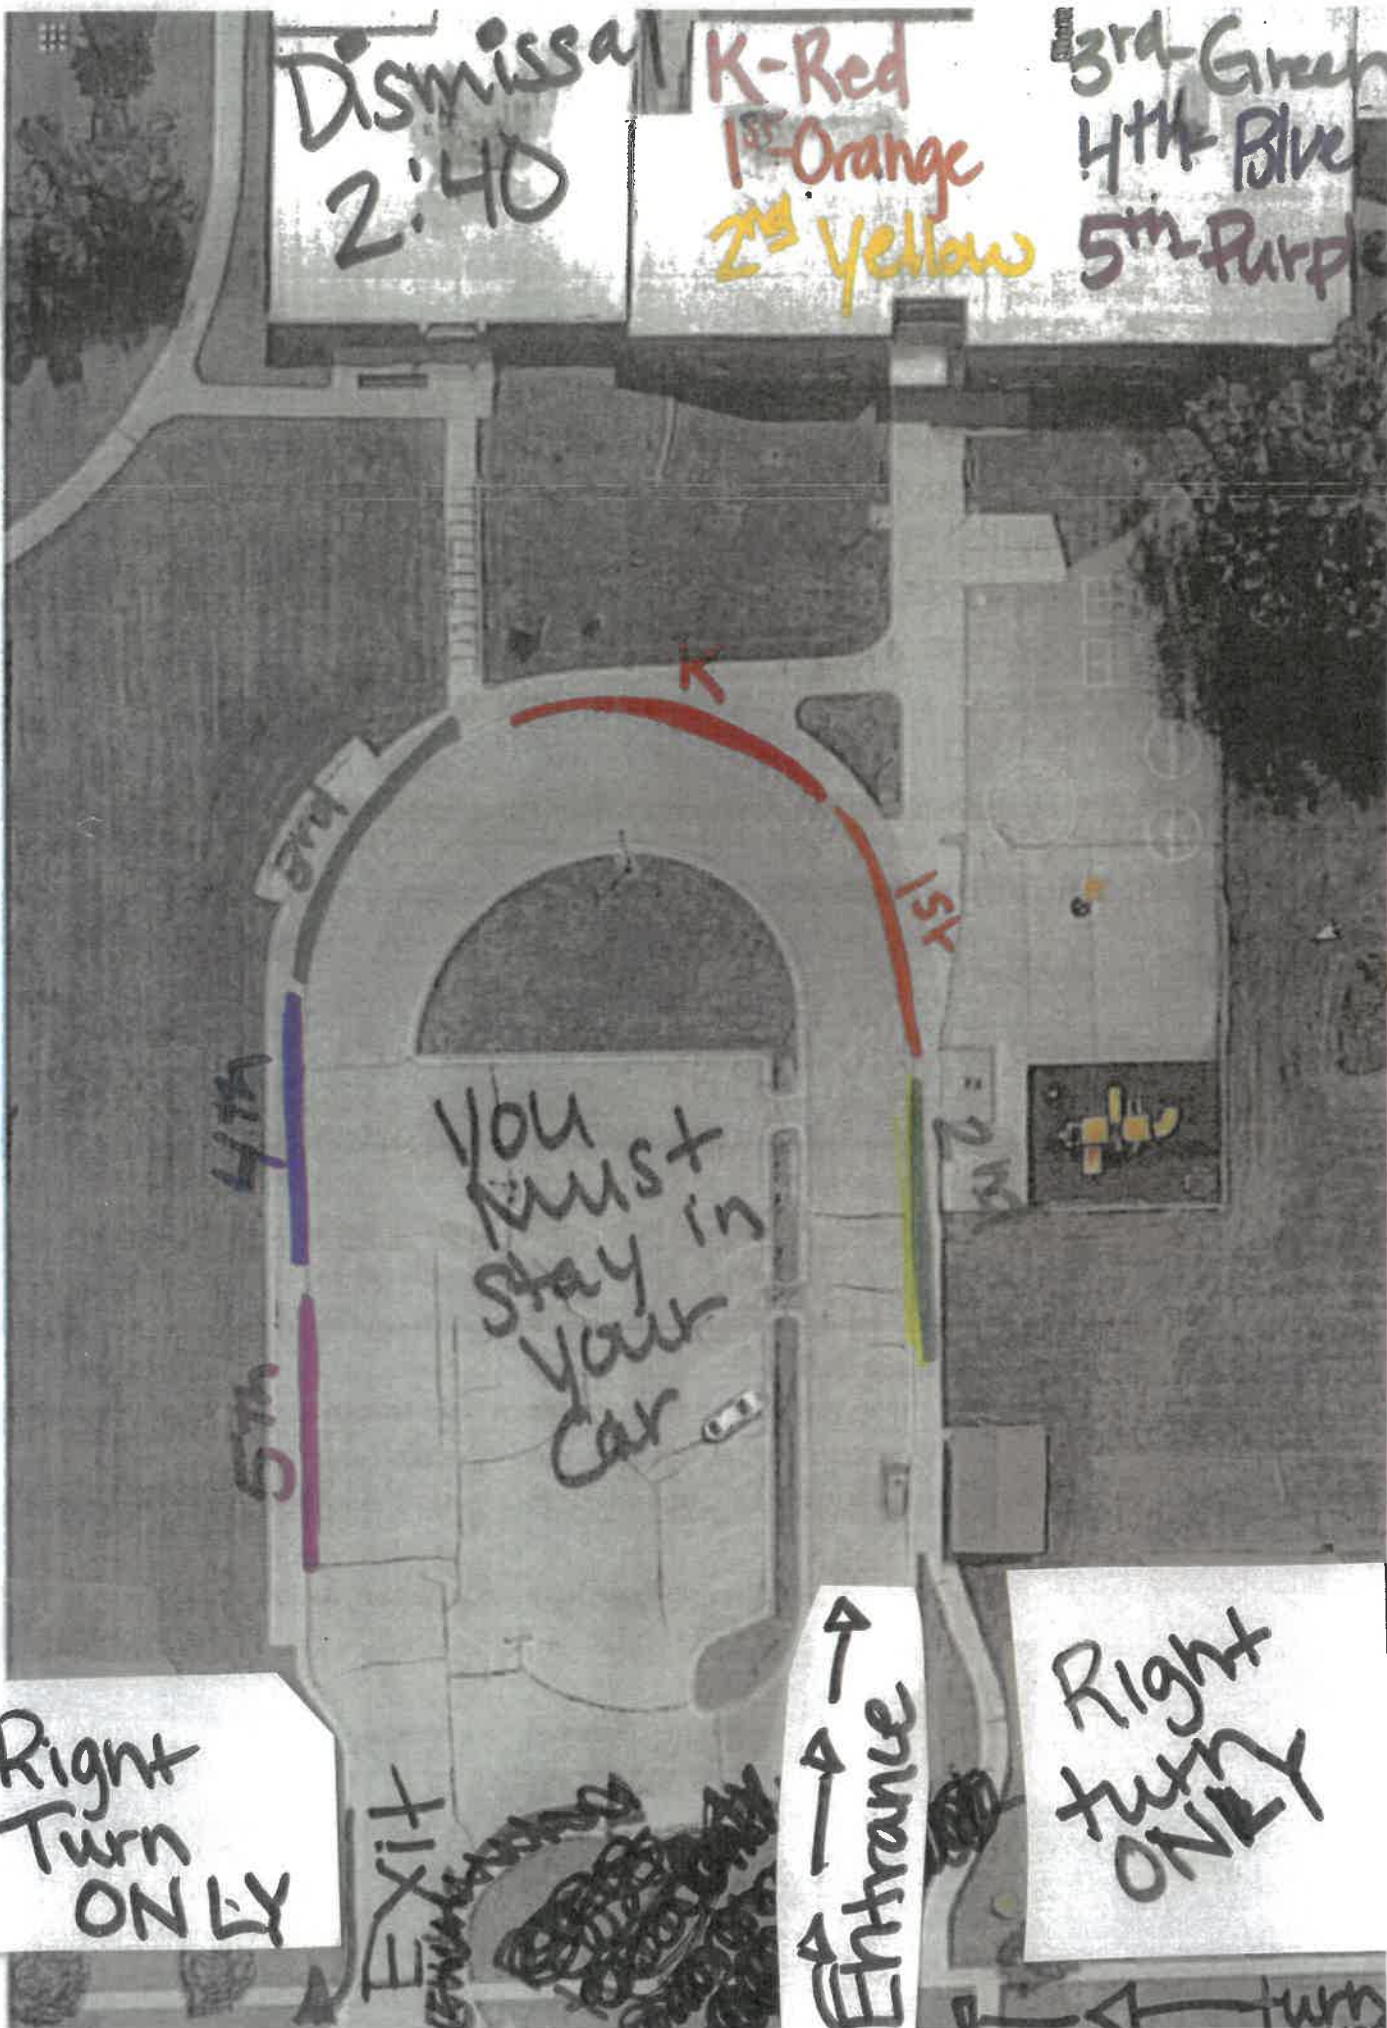 Dismissal
2:40
K-Red
1st-Orange
2nd Yellow
3rd-Green
4th-Blue
5th-Purple
K
3rd
1st
4th
2nd
5th
You
Must
stay in
your
car
Right
Turn
ONLY
Exit
Entrance
Right
turn
ONLY
turn